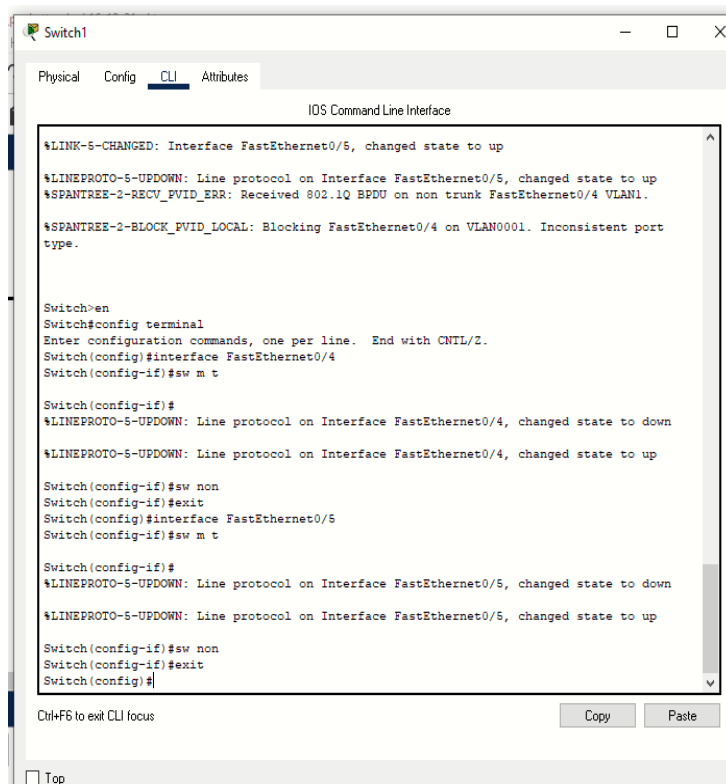 Switch1
Physical Config CLI Attributes
IOS Command Line Interface
%LINK-5-CHANGED: Interface FastEthernet0/5, changed state to up
%LINEPROTO-5-UPDOWN: Line protocol on Interface FastEthernet0/5, changed state to up
%SPANTREE-2-RECV_PVID_ERR: Received 802.1Q BPDU on non trunk FastEthernet0/4 VLAN1.
%SPANTREE-2-BLOCK_PVID_LOCAL: Blocking FastEthernet0/4 on VLAN0001. Inconsistent port
type.
Switch>en
Switch#config terminal
Enter configuration commands, one per line.  End with CNTL/Z.
Switch(config)#interface FastEthernet0/4
Switch(config-if)#sw m t
Switch(config-if)#
%LINEPROTO-5-UPDOWN: Line protocol on Interface FastEthernet0/4, changed state to down
%LINEPROTO-5-UPDOWN: Line protocol on Interface FastEthernet0/4, changed state to up
Switch(config-if)#sw non
Switch(config-if)#exit
Switch(config)#interface FastEthernet0/5
Switch(config-if)#sw m t
Switch(config-if)#
%LINEPROTO-5-UPDOWN: Line protocol on Interface FastEthernet0/5, changed state to down
%LINEPROTO-5-UPDOWN: Line protocol on Interface FastEthernet0/5, changed state to up
Switch(config-if)#sw non
Switch(config-if)#exit
Switch(config)#
Ctrl+F6 to exit CLI focus
Copy Paste
Top